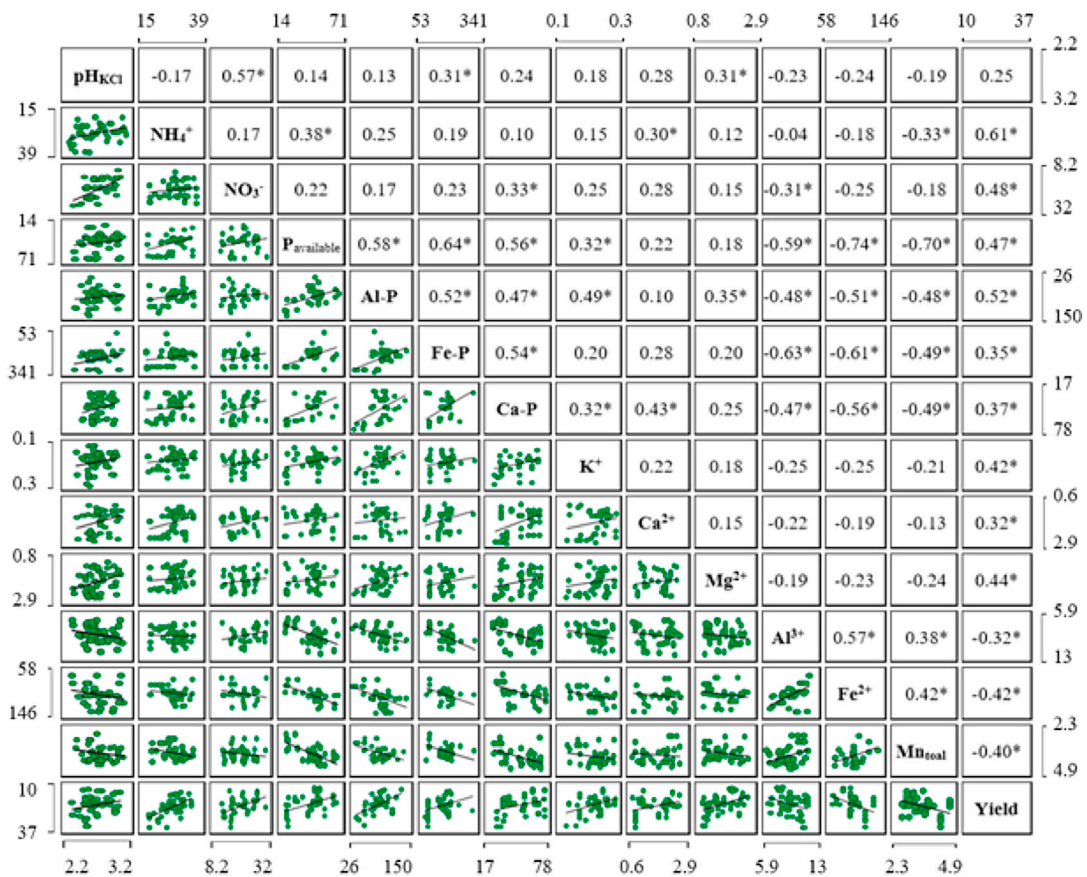 15 39 14 71 53 341 0.1 0.3 0.8 2.9 58 146 10 37
pHKCl -0.17 0.57* 0.14 0.13 0.31* 0.24 0.18 0.28 0.31* -0.23 -0.24 -0.19 0.25 2.2 3.2
15 39 NH₄⁺ 0.17 0.38* 0.25 0.19 0.10 0.15 0.30* 0.12 -0.04 -0.18 -0.33* 0.61*
NO₃⁻ 0.22 0.17 0.23 0.33* 0.25 0.28 0.15 -0.31* -0.25 -0.18 0.48* 8.2 32
14 71 Pavailable 0.58* 0.64* 0.56* 0.32* 0.22 0.18 -0.59* -0.74* -0.70* 0.47*
Al-P 0.52* 0.47* 0.49* 0.10 0.35* -0.48* -0.51* -0.48* 0.52* 26 150
53 341 Fe-P 0.54* 0.20 0.28 0.20 -0.63* -0.61* -0.49* 0.35*
Ca-P 0.32* 0.43* 0.25 -0.47* -0.56* -0.49* 0.37* 17 78
0.1 0.3 K⁺ 0.22 0.18 -0.25 -0.25 -0.21 0.42*
Ca²⁺ 0.15 -0.22 -0.19 -0.13 0.32* 0.6 2.9
0.8 2.9 Mg²⁺ -0.19 -0.23 -0.24 0.44*
Al³⁺ 0.57* 0.38* -0.32* 5.9 13
58 146 Fe²⁺ 0.42* -0.42*
Mntoal -0.40* 2.3 4.9
10 37 Yield
2.2 3.2 8.2 32 26 150 17 78 0.6 2.9 5.9 13 2.3 4.9